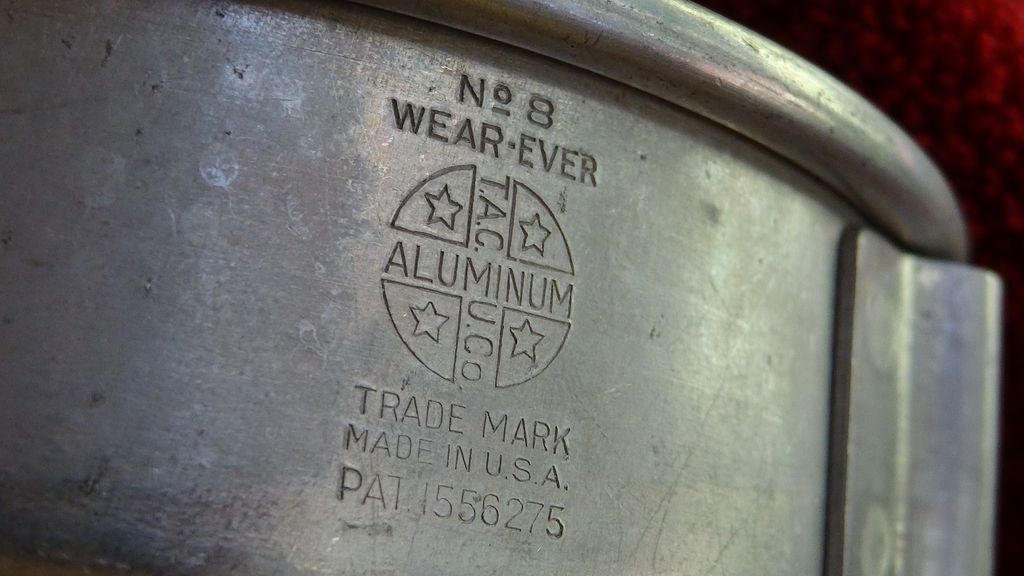 Nº 8
WEAR-EVER
T.A.C.
ALUMINUM
U.Co
TRADE MARK
MADE IN U.S.A.
PAT. 1556275